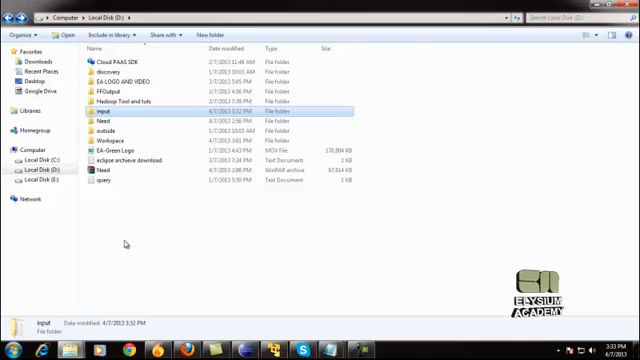 Computer ▸ Local Disk (D:) ▸
Search Local Disk (D:)
Organize ▾ Open Include in library ▾ Share with ▾ New folder
Name Date modified Type Size
Favorites
Downloads
Recent Places
Desktop
Google Drive
Libraries
Homegroup
Computer
Local Disk (C:)
Local Disk (D:)
Local Disk (E:)
Network
Cloud PAAS SDK 2/7/2013 11:48 AM File folder
discovery 1/7/2013 10:03 AM File folder
EA LOGO AND VIDEO 3/7/2013 5:05 PM File folder
FFOutput 4/7/2013 2:43 PM File folder
Hadoop Tool and tuts 2/7/2013 7:38 PM File folder
input 4/7/2013 3:32 PM File folder
Need 4/7/2013 2:56 PM File folder
outside 1/7/2013 10:03 AM File folder
Workspace 4/7/2013 3:08 PM File folder
EA-Green Logo 1/7/2013 4:43 PM MOV File 176,884 KB
eclipse archieve download 3/7/2013 7:34 PM Text Document 1 KB
Need 4/7/2013 2:06 PM WinRAR archive 67,614 KB
query 2/7/2013 5:50 PM Text Document 1 KB
ELYSIUM
ACADEMY
input Date modified: 4/7/2013 3:32 PM
File folder
3:33 PM
4/7/2013